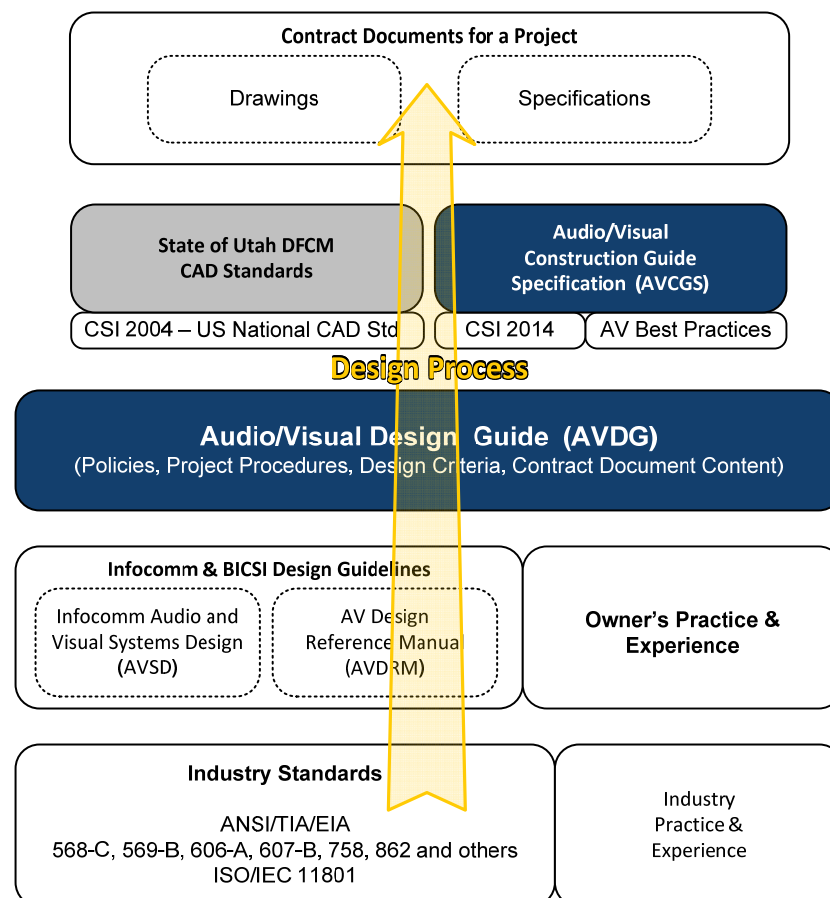 Contract Documents for a Project
Drawings
Specifications
State of Utah DFCM
CAD Standards
Audio/Visual
Construction Guide
Specification (AVCGS)
CSI 2004 – US National CAD Std
CSI 2014
AV Best Practices
Design Process
Audio/Visual Design Guide (AVDG)
(Policies, Project Procedures, Design Criteria, Contract Document Content)
Infocomm & BICSI Design Guidelines
Infocomm Audio and
Visual Systems Design
(AVSD)
AV Design
Reference Manual
(AVDRM)
Owner's Practice &
Experience
Industry Standards
ANSI/TIA/EIA
568-C, 569-B, 606-A, 607-B, 758, 862 and others
ISO/IEC 11801
Industry
Practice &
Experience